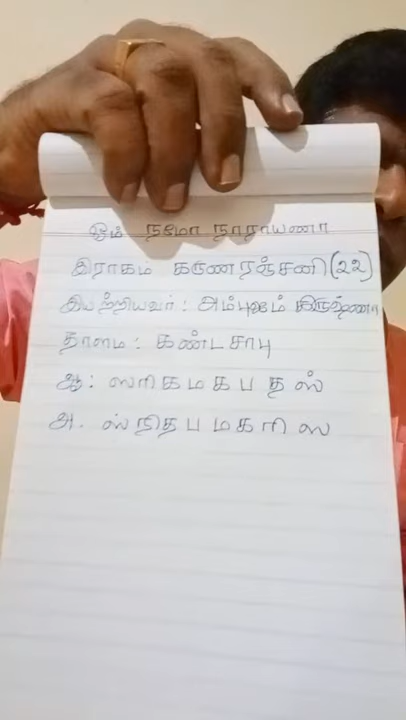 ஓம் நமோ நாராயணா
இராகம் கருணரஞ்சனி (22)
இயற்றியவர் : அம்புஜம் கிருஷ்ணா
தாளம : கண்டசாபு
ஆ : ஸரிகமகபதஸ்
அ . ஸ்நிதபமகரிஸ